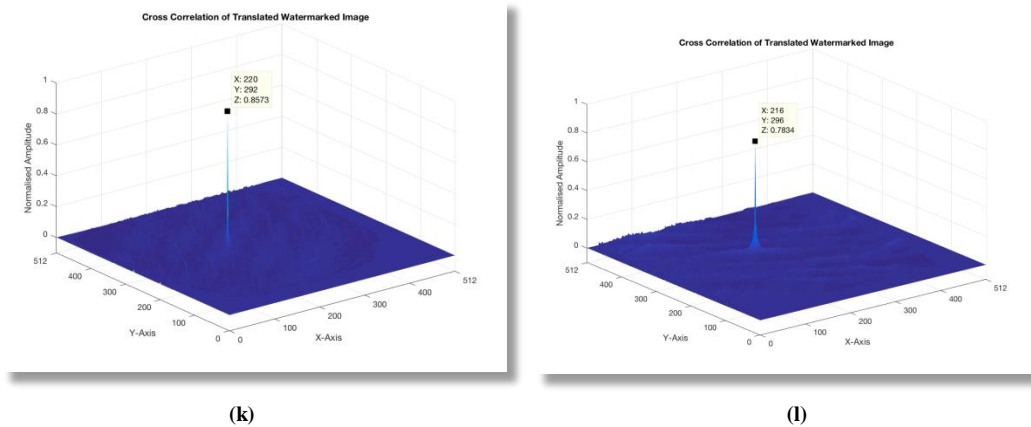 Cross Correlation of Translated Watermarked Image
X: 220
Y: 292
Z: 0.8573
1
0.8
0.6
0.4
0.2
0
Normalised Amplitude
512
400
300
200
100
0
Y-Axis
0
100
200
300
400
512
X-Axis
(k)
Cross Correlation of Translated Watermarked Image
X: 216
Y: 296
Z: 0.7834
1
0.8
0.6
0.4
0.2
0
Normalised Amplitude
512
400
300
200
100
0
Y-Axis
0
100
200
300
400
512
X-Axis
(l)